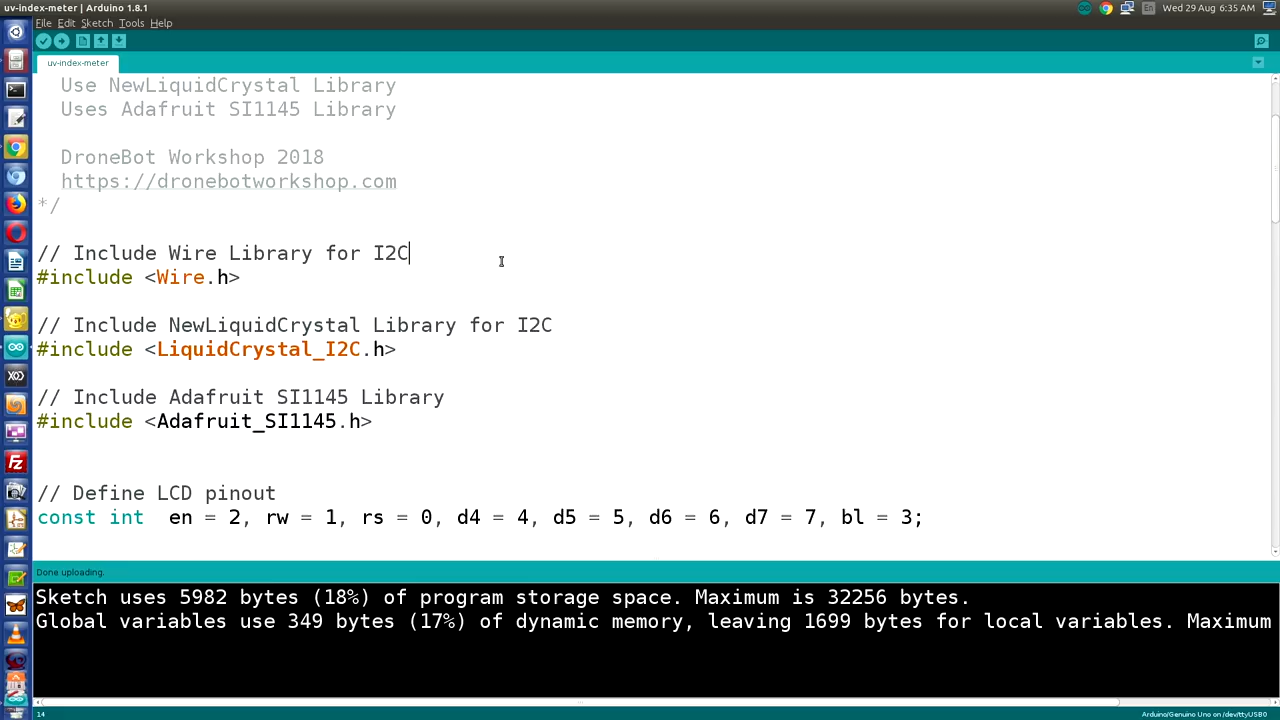 uv-index-meter | Arduino 1.8.1
En Wed 29 Aug 6:35 AM
File Edit Sketch Tools Help
uv-index-meter
Use NewLiquidCrystal Library
Uses Adafruit SI1145 Library
DroneBot Workshop 2018
https://dronebotworkshop.com
*/
// Include Wire Library for I2C
#include <Wire.h>
// Include NewLiquidCrystal Library for I2C
#include <LiquidCrystal_I2C.h>
// Include Adafruit SI1145 Library
#include <Adafruit_SI1145.h>
// Define LCD pinout
const int  en = 2, rw = 1, rs = 0, d4 = 4, d5 = 5, d6 = 6, d7 = 7, bl = 3;
Done uploading.
Sketch uses 5982 bytes (18%) of program storage space. Maximum is 32256 bytes.
Global variables use 349 bytes (17%) of dynamic memory, leaving 1699 bytes for local variables. Maximum
14
Arduino/Genuino Uno on /dev/ttyUSB0